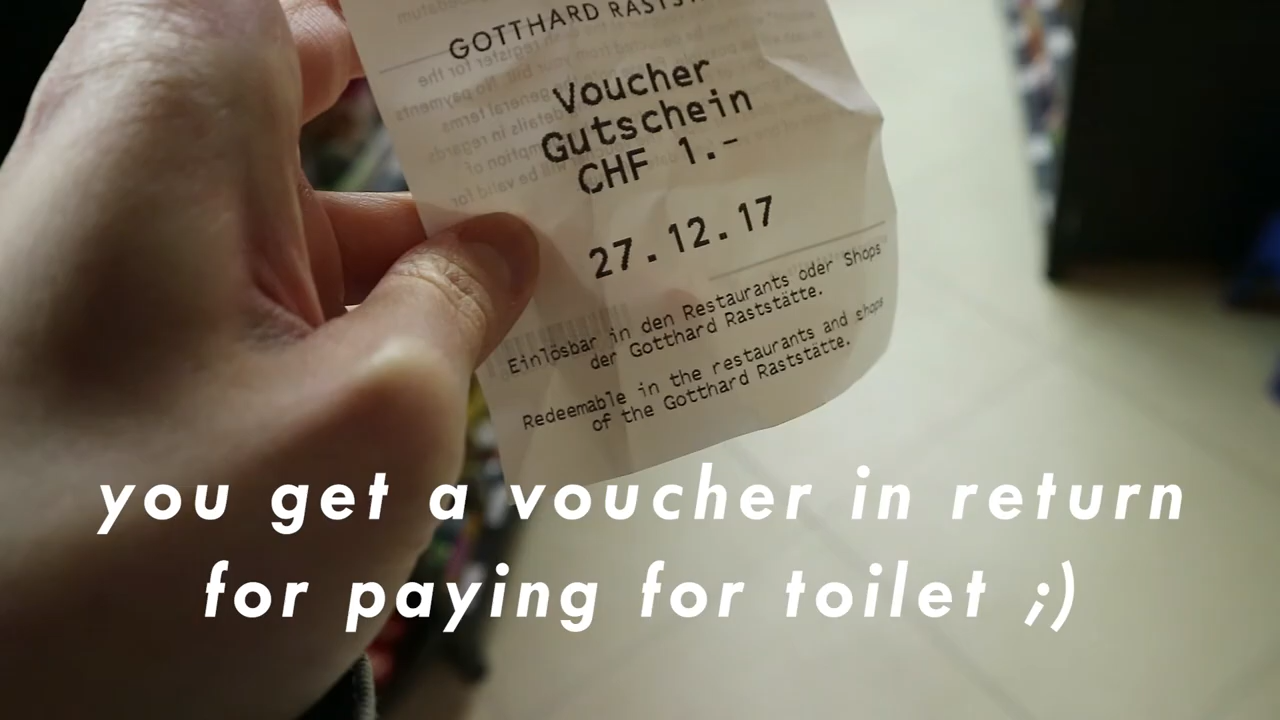 GOTTHARD
Voucher
Gutschein
CHF 1.-
27.12.17
Einlösbar in den Restaurants oder Shops
der Gotthard Raststätte.
Redeemable in the restaurants and shops
of the Gotthard Raststätte.
you get a voucher in return
for paying for toilet ;)